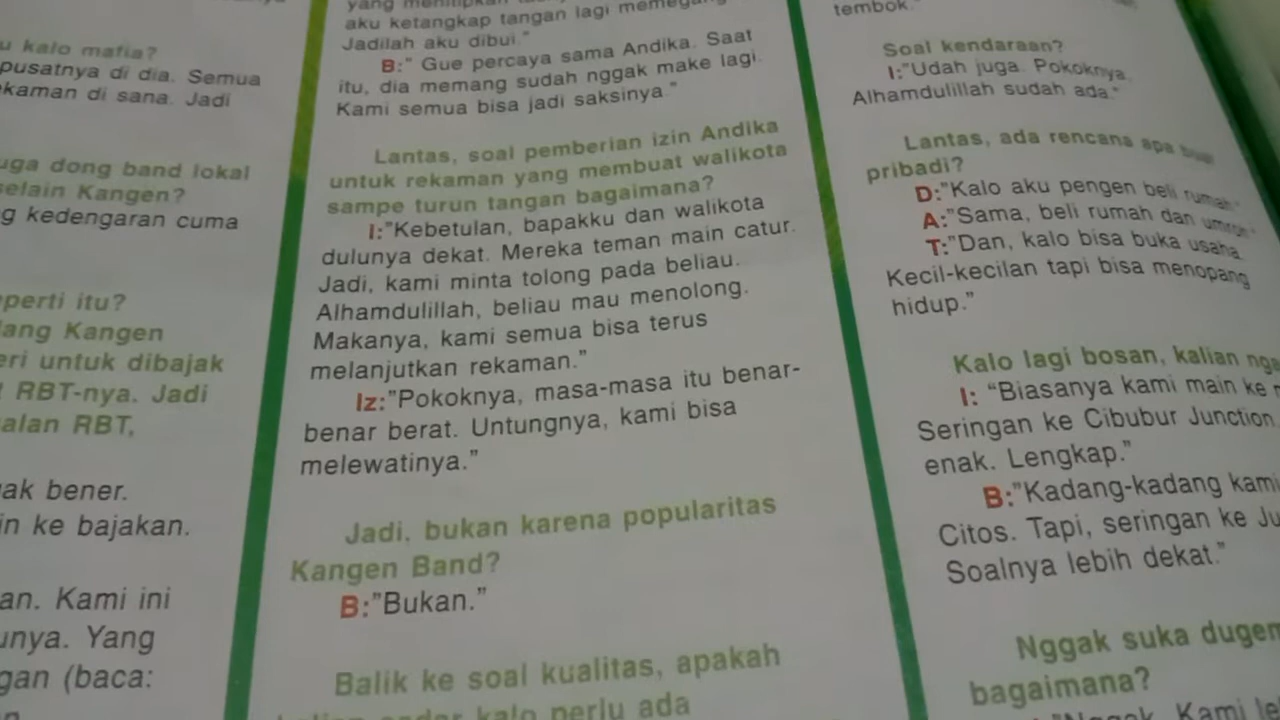 u kalo mafia?
pusatnya di dia. Semua
kaman di sana. Jadi
uga dong band lokal
selain Kangen?
g kedengaran cuma
perti itu?
ang Kangen
eri untuk dibajak
RBT-nya. Jadi
alan RBT,
ak bener.
in ke bajakan.
an. Kami ini
unya. Yang
gan (baca:
aku ketangkap tangan lagi
Jadilah aku dibui."
B:" Gue percaya sama Andika. Saat
itu, dia memang sudah nggak make lagi.
Kami semua bisa jadi saksinya."
Lantas, soal pemberian izin Andika
untuk rekaman yang membuat walikota
sampe turun tangan bagaimana?
I:"Kebetulan, bapakku dan walikota
dulunya dekat. Mereka teman main catur.
Jadi, kami minta tolong pada beliau.
Alhamdulillah, beliau mau menolong.
Makanya, kami semua bisa terus
melanjutkan rekaman."
Iz:"Pokoknya, masa-masa itu benar-
benar berat. Untungnya, kami bisa
melewatinya."
Jadi, bukan karena popularitas
Kangen Band?
B:"Bukan."
Balik ke soal kualitas, apakah
kalo perlu ada
tembok."
Soal kendaraan?
I:"Udah juga. Pokoknya,
Alhamdulillah sudah ada."
Lantas, ada rencana apa
pribadi?
D:"Kalo aku pengen beli rumah."
A:"Sama, beli rumah dan umroh."
T:"Dan, kalo bisa buka usaha.
Kecil-kecilan tapi bisa menopang
hidup."
Kalo lagi bosan, kalian nga
I: "Biasanya kami main ke
Seringan ke Cibubur Junction.
enak. Lengkap."
B:"Kadang-kadang kami
Citos. Tapi, seringan ke Ju
Soalnya lebih dekat."
Nggak suka dugem
bagaimana?
Kami le